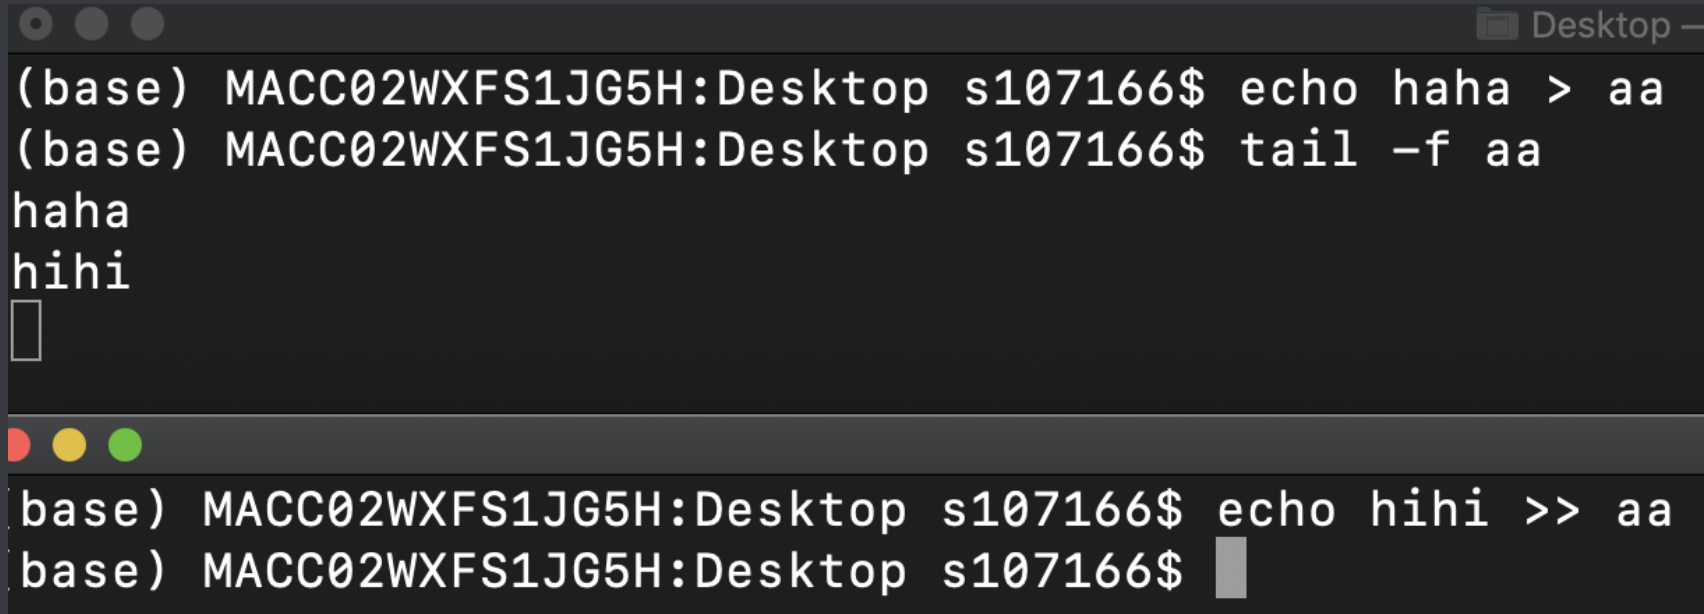 Desktop —
(base) MACC02WXFS1JG5H:Desktop s107166$ echo haha > aa
(base) MACC02WXFS1JG5H:Desktop s107166$ tail -f aa
haha
hihi
(base) MACC02WXFS1JG5H:Desktop s107166$ echo hihi >> aa
(base) MACC02WXFS1JG5H:Desktop s107166$